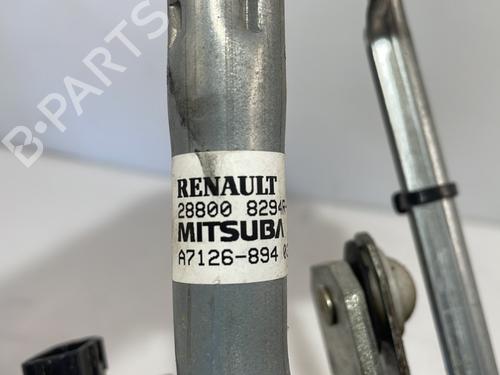 B-PARTS
RENAULT
28800 8294R
MITSUBA
A7126-894